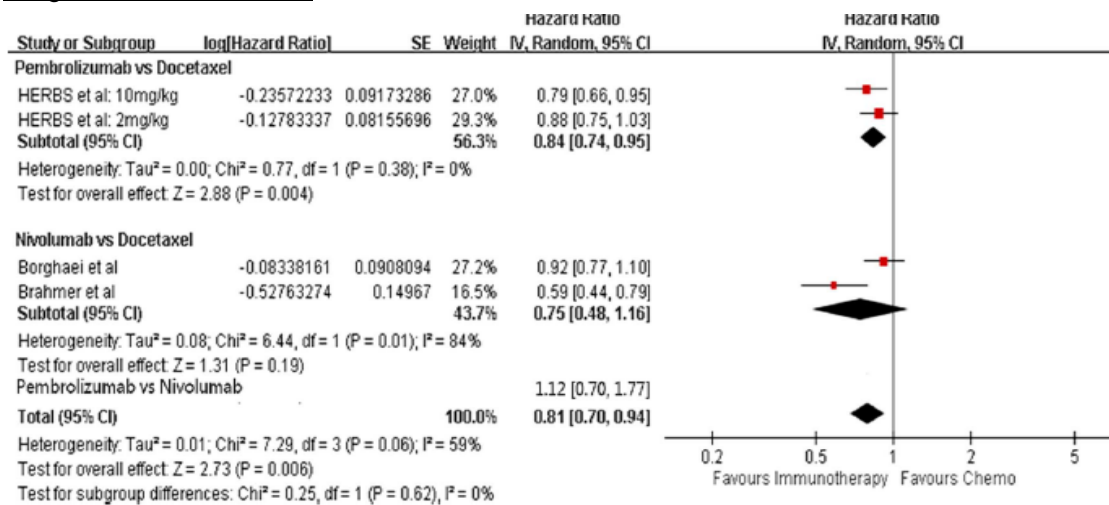 Hazard Ratio Hazard Ratio
Study or Subgroup log[Hazard Ratio] SE Weight IV, Random, 95% CI IV, Random, 95% CI
Pembrolizumab vs Docetaxel
HERBS et al: 10mg/kg -0.23572233 0.09173286 27.0% 0.79 [0.66, 0.95]
HERBS et al: 2mg/kg -0.12783337 0.08155696 29.3% 0.88 [0.75, 1.03]
Subtotal (95% CI) 56.3% 0.84 [0.74, 0.95]
Heterogeneity: Tau² = 0.00; Chi² = 0.77, df = 1 (P = 0.38); I² = 0%
Test for overall effect: Z = 2.88 (P = 0.004)
Nivolumab vs Docetaxel
Borghaei et al -0.08338161 0.0908094 27.2% 0.92 [0.77, 1.10]
Brahmer et al -0.52763274 0.14967 16.5% 0.59 [0.44, 0.79]
Subtotal (95% CI) 43.7% 0.75 [0.48, 1.16]
Heterogeneity: Tau² = 0.08; Chi² = 6.44, df = 1 (P = 0.01); I² = 84%
Test for overall effect: Z = 1.31 (P = 0.19)
Pembrolizumab vs Nivolumab 1.12 [0.70, 1.77]
Total (95% CI) 100.0% 0.81 [0.70, 0.94]
Heterogeneity: Tau² = 0.01; Chi² = 7.29, df = 3 (P = 0.06); I² = 59%
Test for overall effect: Z = 2.73 (P = 0.006)
Test for subgroup differences: Chi² = 0.25, df = 1 (P = 0.62), I² = 0%
0.2 0.5 1 2 5
Favours Immunotherapy Favours Chemo